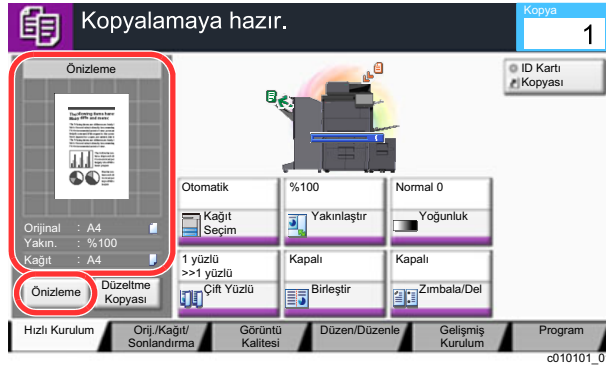 Kopyalamaya hazır.
Kopya
1
Önizleme
Orijinal : A4
Yakın. : %100
Kağıt : A4
Önizleme
Düzeltme
Kopyası
ID Kartı
Kopyası
Otomatik
Kağıt
Seçim
%100
Yakınlaştır
Normal 0
Yoğunluk
1 yüzlü
>>1 yüzlü
Çift Yüzlü
Kapalı
Birleştir
Kapalı
Zımbala/Del
Hızlı Kurulum
Orij./Kağıt/
Sonlandırma
Görüntü
Kalitesi
Düzen/Düzenle
Gelişmiş
Kurulum
Program
c010101_0